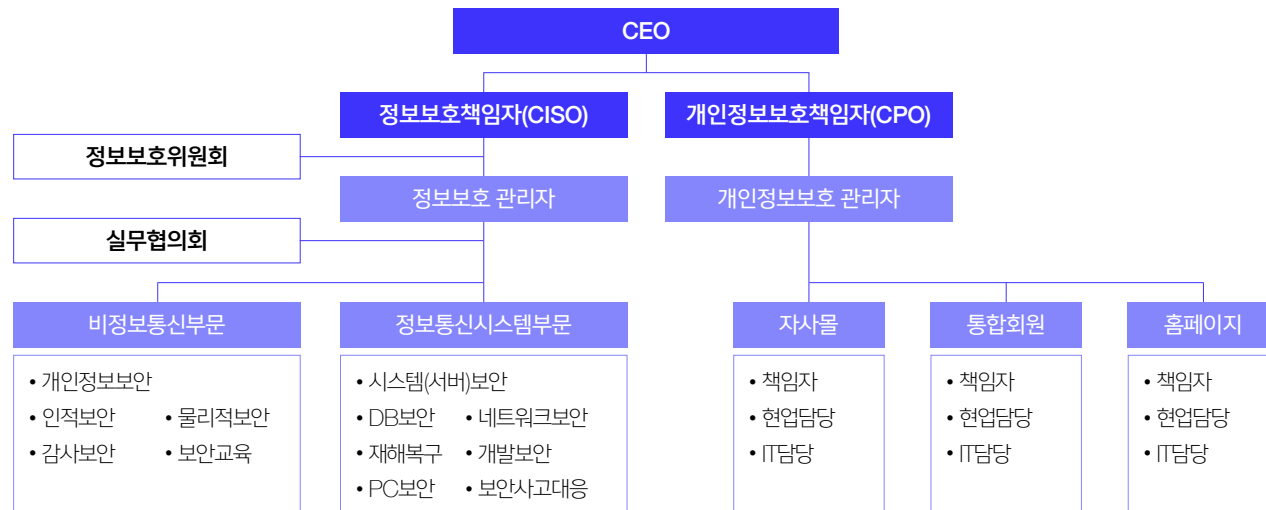 CEO
정보보호책임자(CISO)
개인정보보호책임자(CPO)
정보보호위원회
정보보호 관리자
개인정보보호 관리자
실무협의회
비정보통신부문
정보통신시스템부문
자사몰
통합회원
홈페이지
• 개인정보보안
• 인적보안 • 물리적보안
• 감사보안 • 보안교육
• 시스템(서버)보안
• DB보안 • 네트워크보안
• 재해복구 • 개발보안
• PC보안 • 보안사고대응
• 책임자
• 현업담당
• IT담당
• 책임자
• 현업담당
• IT담당
• 책임자
• 현업담당
• IT담당